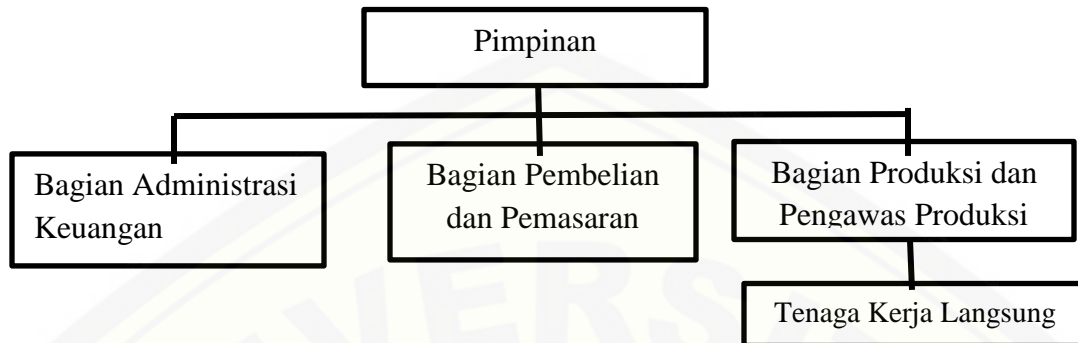 Pimpinan
Bagian Administrasi
Keuangan
Bagian Pembelian
dan Pemasaran
Bagian Produksi dan
Pengawas Produksi
Tenaga Kerja Langsung